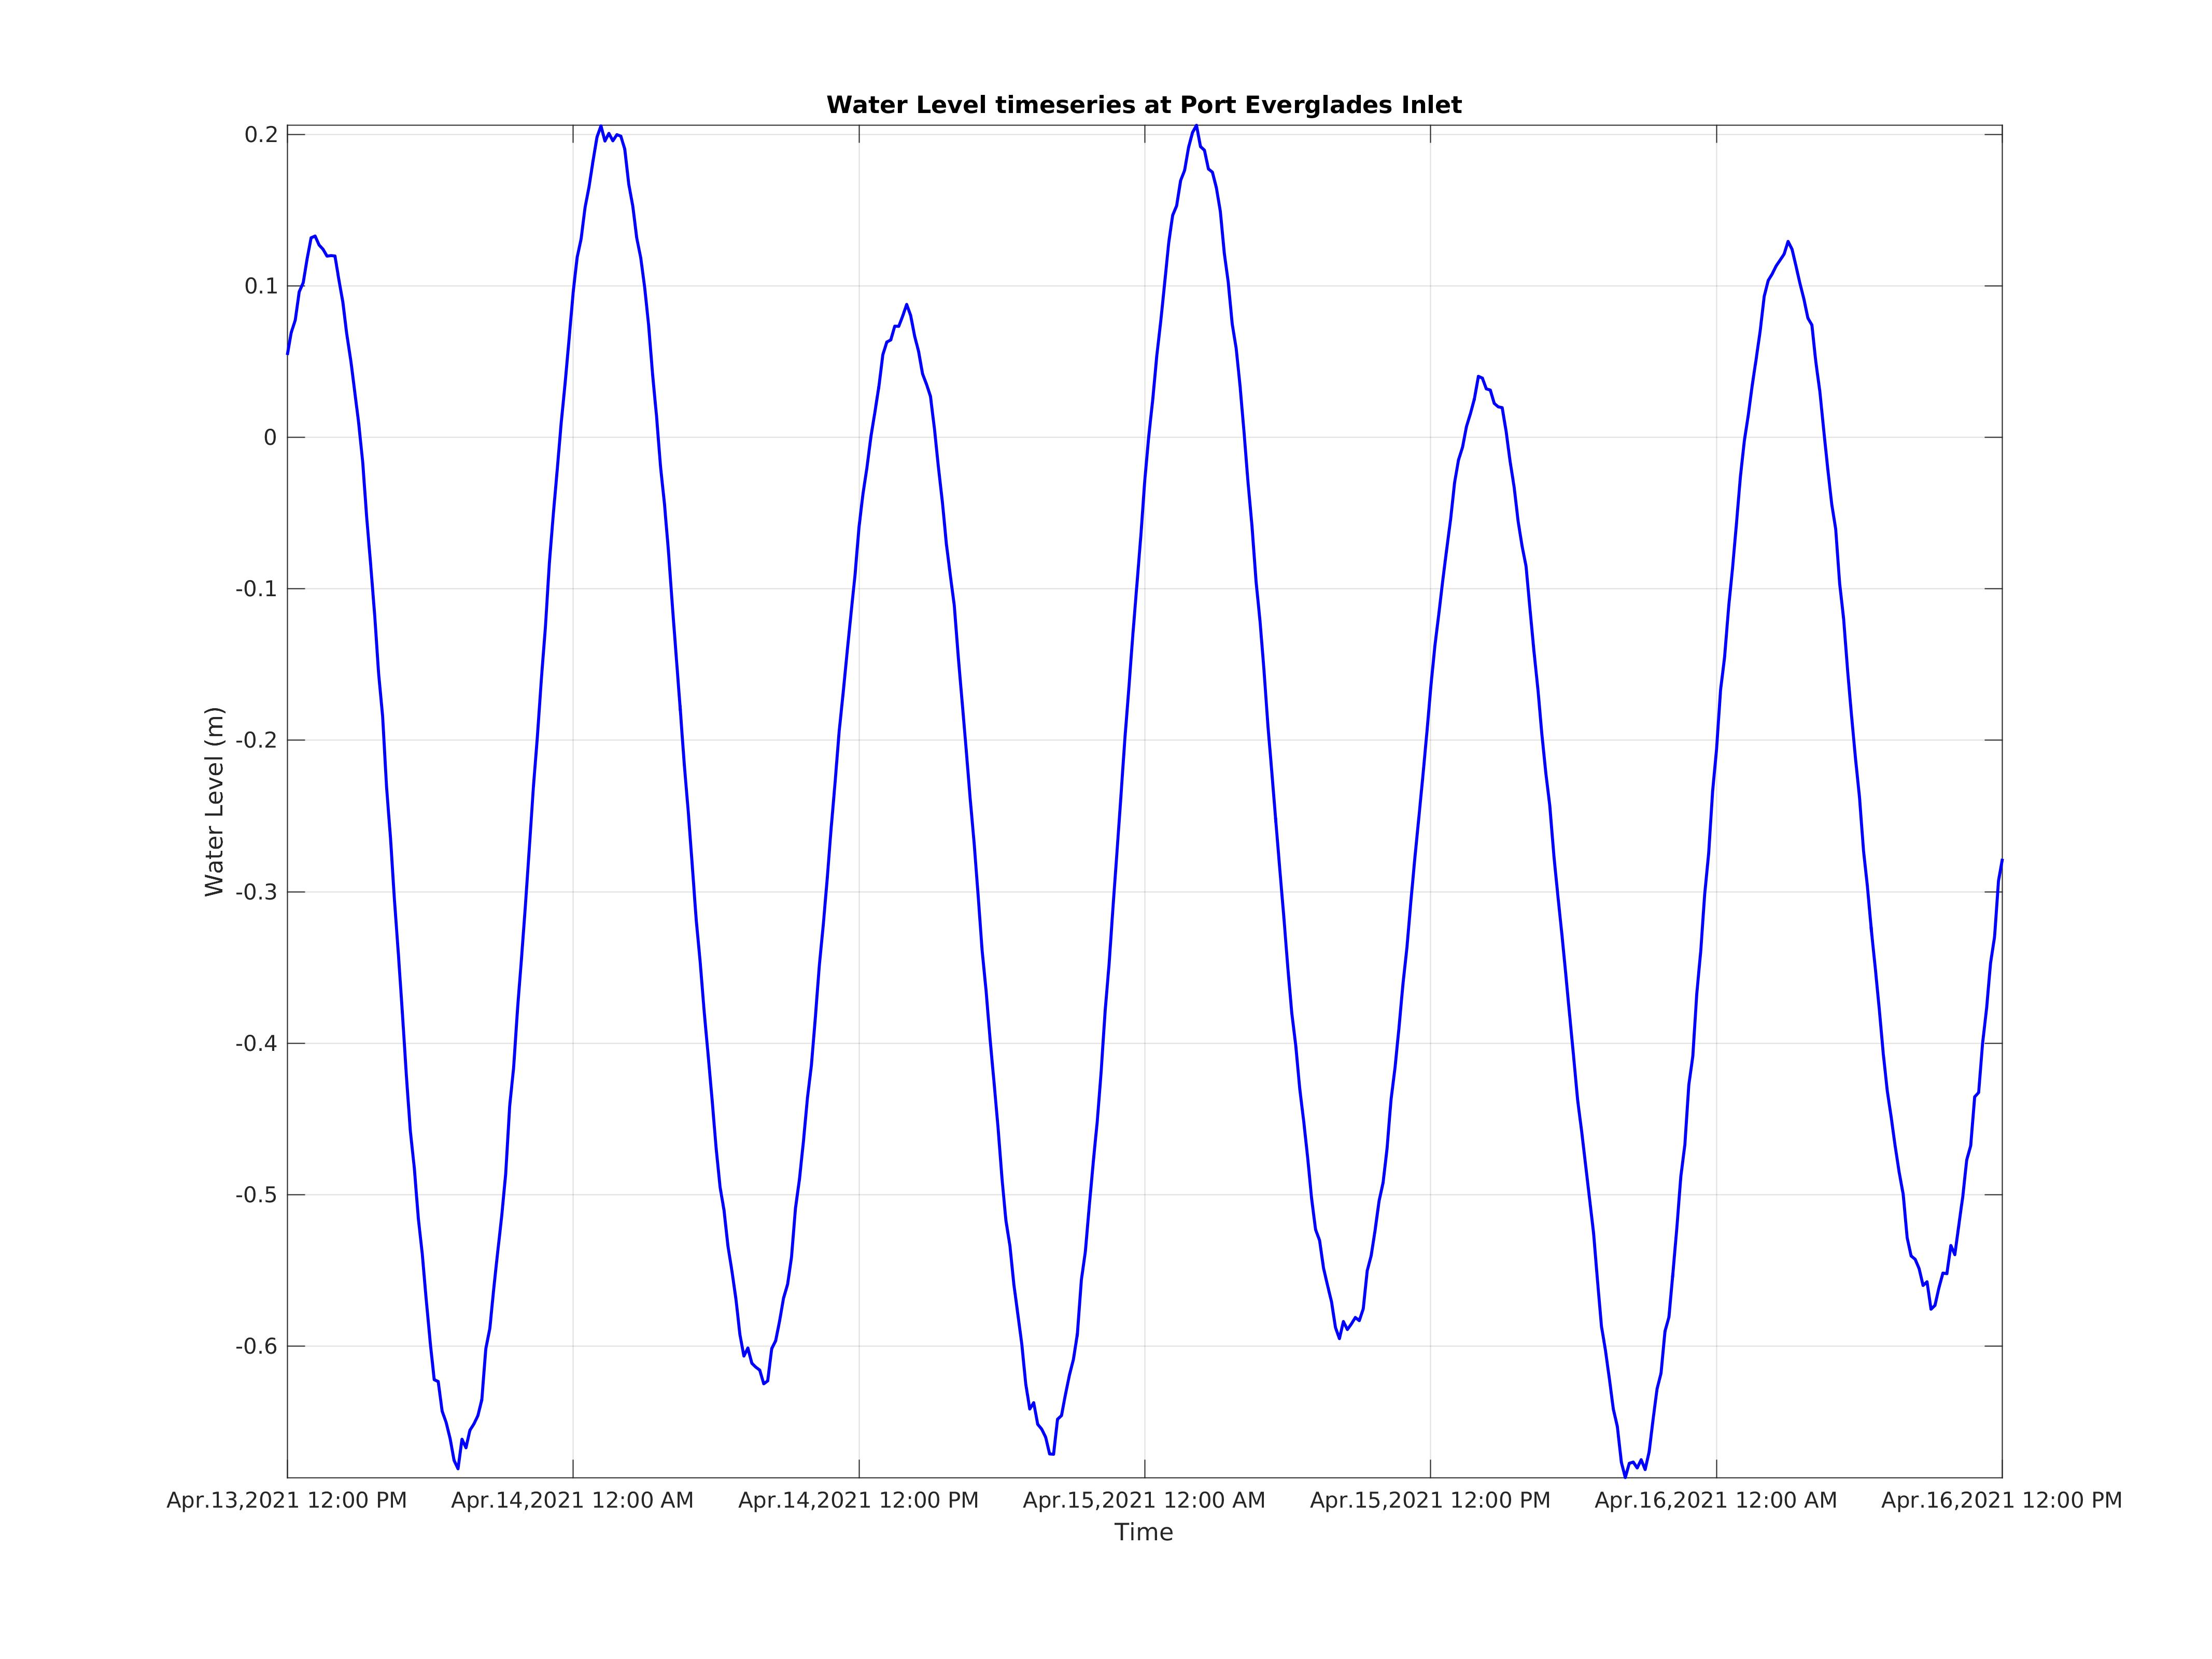 Water Level timeseries at Port Everglades Inlet
0.2
0.1
0
-0.1
-0.2
-0.3
-0.4
-0.5
-0.6
Water Level (m)
Apr.13,2021 12:00 PM Apr.14,2021 12:00 AM Apr.14,2021 12:00 PM Apr.15,2021 12:00 AM Apr.15,2021 12:00 PM Apr.16,2021 12:00 AM Apr.16,2021 12:00 PM
Time